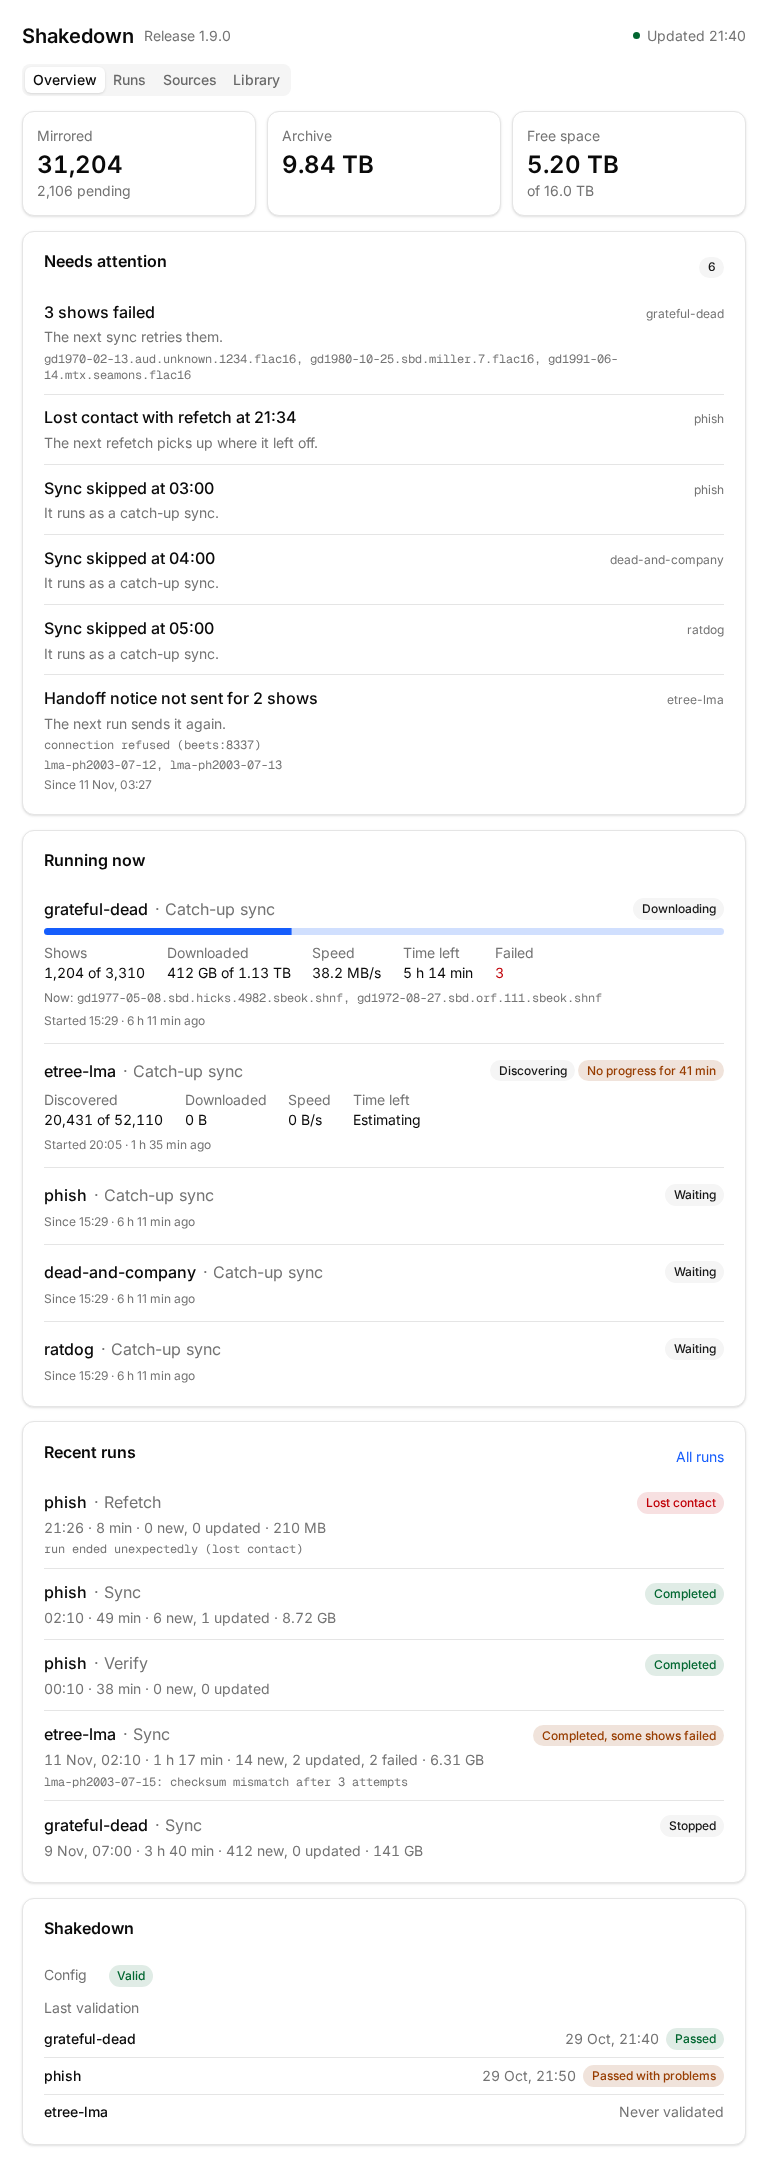 Shakedown Release 1.9.0 Updated 21:40
Overview Runs Sources Library
Mirrored
31,204
2,106 pending
Archive
9.84 TB
Free space
5.20 TB
of 16.0 TB
Needs attention 6
3 shows failed grateful-dead
The next sync retries them.
gd1970-02-13.aud.unknown.1234.flac16, gd1980-10-25.sbd.miller.7.flac16, gd1991-06-
14.mtx.seamons.flac16
Lost contact with refetch at 21:34 phish
The next refetch picks up where it left off.
Sync skipped at 03:00 phish
It runs as a catch-up sync.
Sync skipped at 04:00 dead-and-company
It runs as a catch-up sync.
Sync skipped at 05:00 ratdog
It runs as a catch-up sync.
Handoff notice not sent for 2 shows etree-lma
The next run sends it again.
connection refused (beets:8337)
lma-ph2003-07-12, lma-ph2003-07-13
Since 11 Nov, 03:27
Running now
grateful-dead · Catch-up sync Downloading
Shows Downloaded Speed Time left Failed
1,204 of 3,310 412 GB of 1.13 TB 38.2 MB/s 5 h 14 min 3
Now: gd1977-05-08.sbd.hicks.4982.sbeok.shnf, gd1972-08-27.sbd.orf.111.sbeok.shnf
Started 15:29 · 6 h 11 min ago
etree-lma · Catch-up sync Discovering No progress for 41 min
Discovered Downloaded Speed Time left
20,431 of 52,110 0 B 0 B/s Estimating
Started 20:05 · 1 h 35 min ago
phish · Catch-up sync Waiting
Since 15:29 · 6 h 11 min ago
dead-and-company · Catch-up sync Waiting
Since 15:29 · 6 h 11 min ago
ratdog · Catch-up sync Waiting
Since 15:29 · 6 h 11 min ago
Recent runs All runs
phish · Refetch Lost contact
21:26 · 8 min · 0 new, 0 updated · 210 MB
run ended unexpectedly (lost contact)
phish · Sync Completed
02:10 · 49 min · 6 new, 1 updated · 8.72 GB
phish · Verify Completed
00:10 · 38 min · 0 new, 0 updated
etree-lma · Sync Completed, some shows failed
11 Nov, 02:10 · 1 h 17 min · 14 new, 2 updated, 2 failed · 6.31 GB
lma-ph2003-07-15: checksum mismatch after 3 attempts
grateful-dead · Sync Stopped
9 Nov, 07:00 · 3 h 40 min · 412 new, 0 updated · 141 GB
Shakedown
Config Valid
Last validation
grateful-dead 29 Oct, 21:40 Passed
phish 29 Oct, 21:50 Passed with problems
etree-lma Never validated